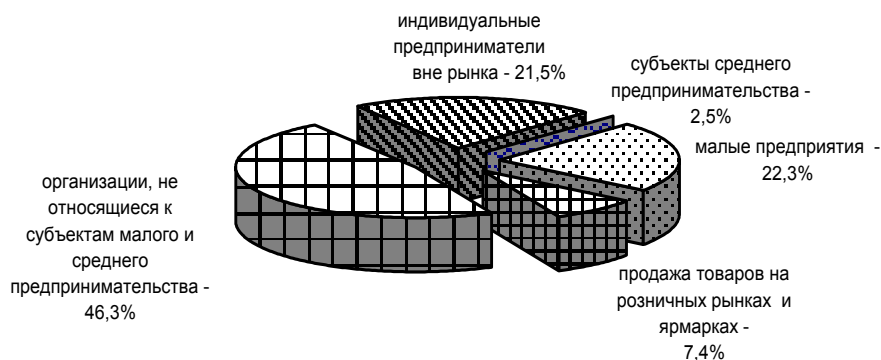 индивидуальные
предприниматели
вне рынка - 21,5%
субъекты среднего
предпринимательства -
2,5%
малые предприятия -
22,3%
организации, не
относящиеся к
субъектам малого и
среднего
предпринимательства -
46,3%
продажа товаров на
розничных рынках и
ярмарках -
7,4%